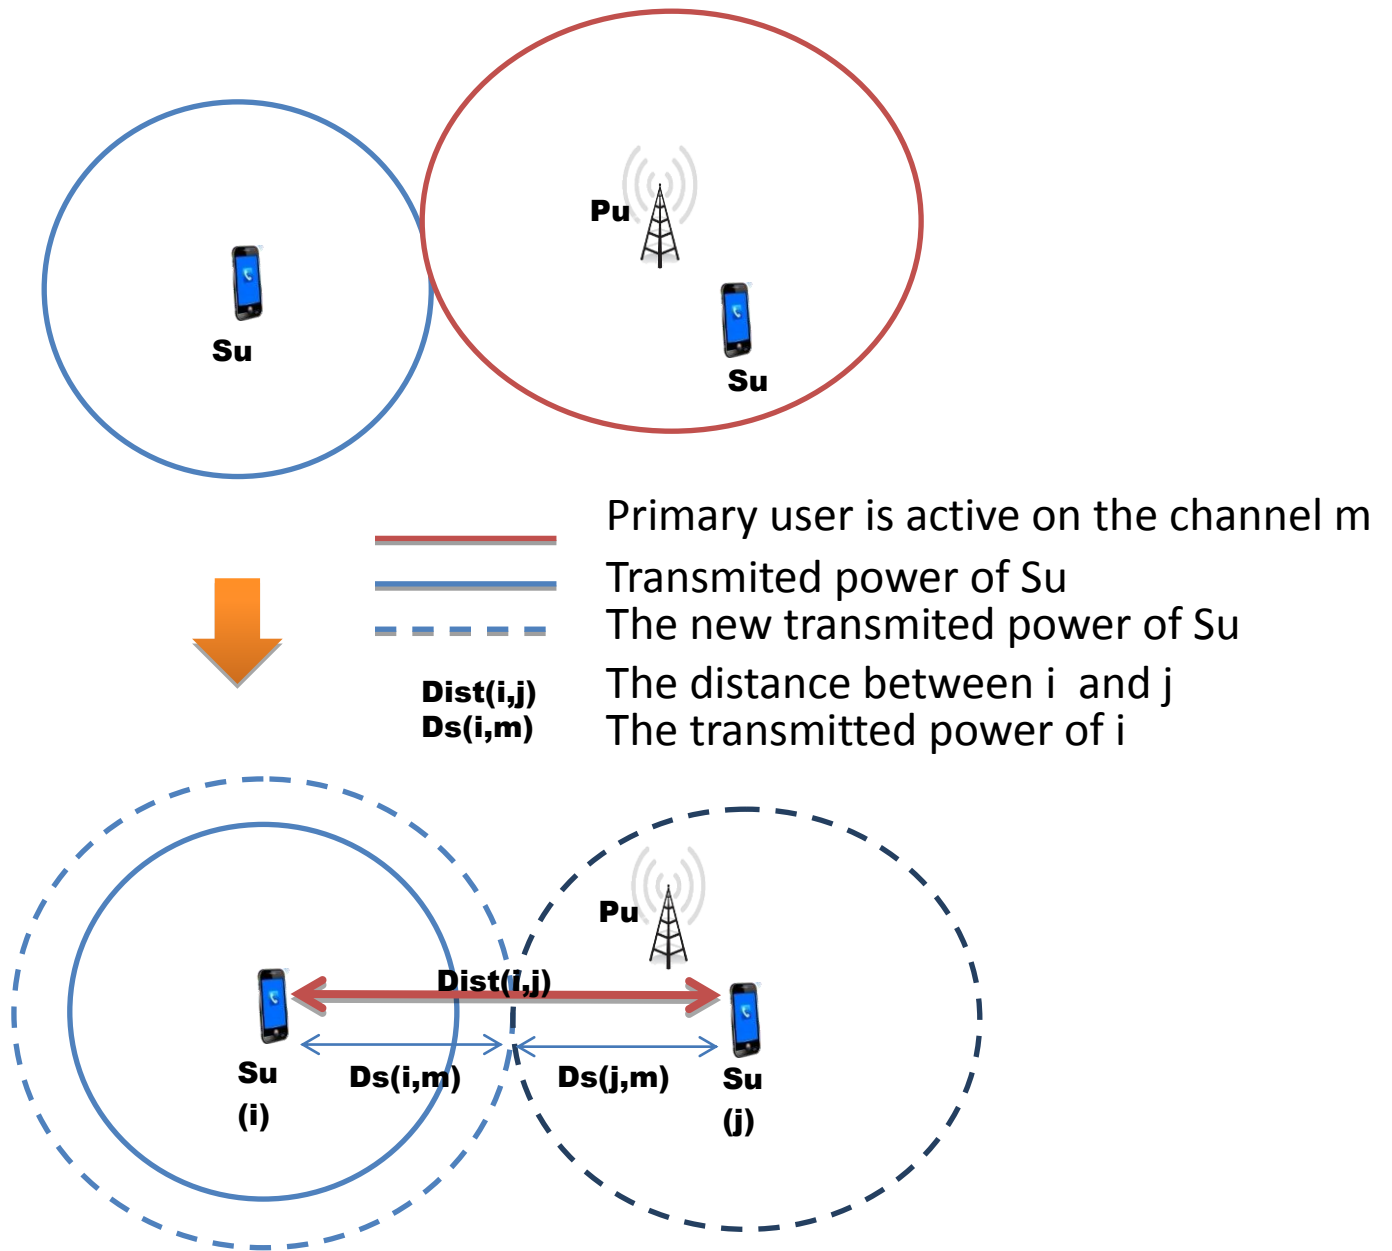 Pu
Su
Su
Primary user is active on the channel m
Transmited power of Su
The new transmited power of Su
Dist(i,j) The distance between i and j
Ds(i,m) The transmitted power of i
Pu
Dist(i,j)
Ds(i,m) Ds(j,m)
Su
(i)
Su
(j)